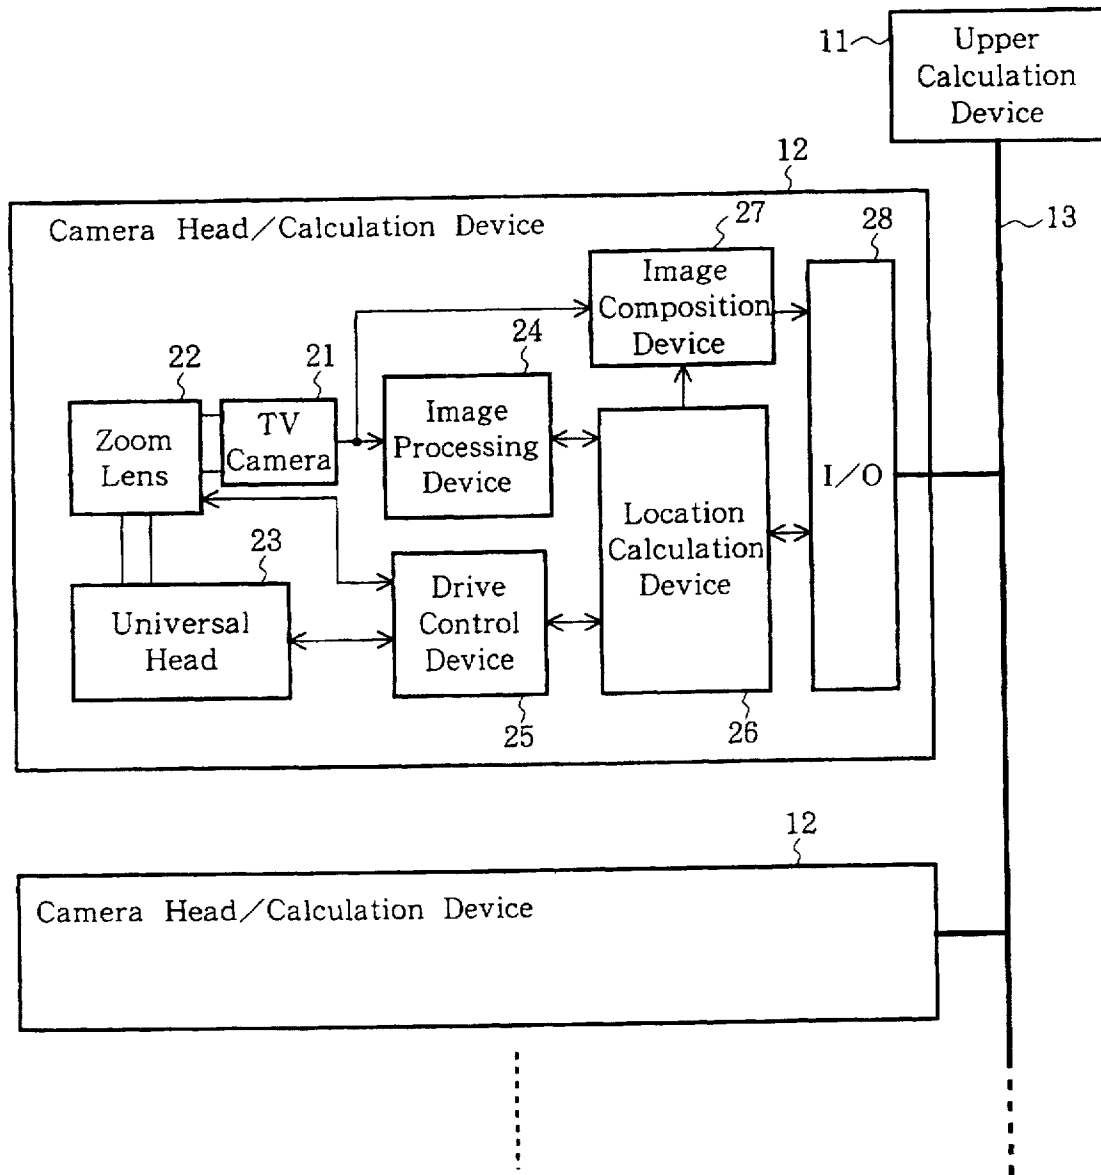 11
Upper
Calculation
Device
12
13
Camera Head/Calculation Device
27
28
Image
Composition
Device
24
22
21
Zoom
Lens
TV
Camera
Image
Processing
Device
I/O
Location
Calculation
Device
23
Universal
Head
Drive
Control
Device
25
26
12
Camera Head/Calculation Device